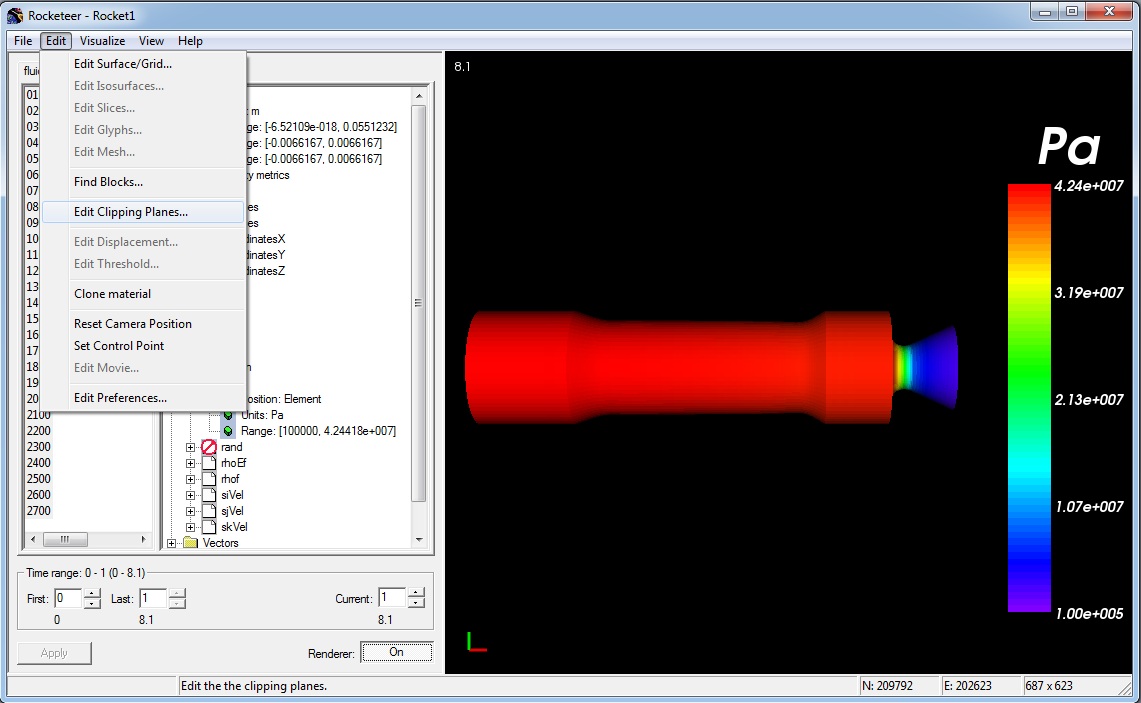 Rocketeer - Rocket1
File Edit Visualize View Help
Edit Surface/Grid...
Edit Isosurfaces...
Edit Slices...
Edit Glyphs...
Edit Mesh...
Find Blocks...
Edit Clipping Planes...
Edit Displacement...
Edit Threshold...
Clone material
Reset Camera Position
Set Control Point
Edit Movie...
Edit Preferences...
01
02
03
04
05
06
07
08
09
10
11
12
13
14
15
16
17
18
19
20
2100
2200
2300
2400
2500
2600
2700
m
ge: [-6.52109e-018, 0.0551232]
ge: [-0.0066167, 0.0066167]
ge: [-0.0066167, 0.0066167]
y metrics
es
es
dinatesX
dinatesY
dinatesZ
osition: Element
Units: Pa
Range: [100000, 4.24418e+007]
rand
rhoEf
rhof
siVel
sjVel
skVel
Vectors
Time range: 0 - 1 (0 - 8.1)
First: 0 Last: 1 Current: 1
0 8.1 8.1
Apply Renderer: On
8.1
Pa
4.24e+007
3.19e+007
2.13e+007
1.07e+007
1.00e+005
Edit the the clipping planes. N: 209792 E: 202623 687 x 623